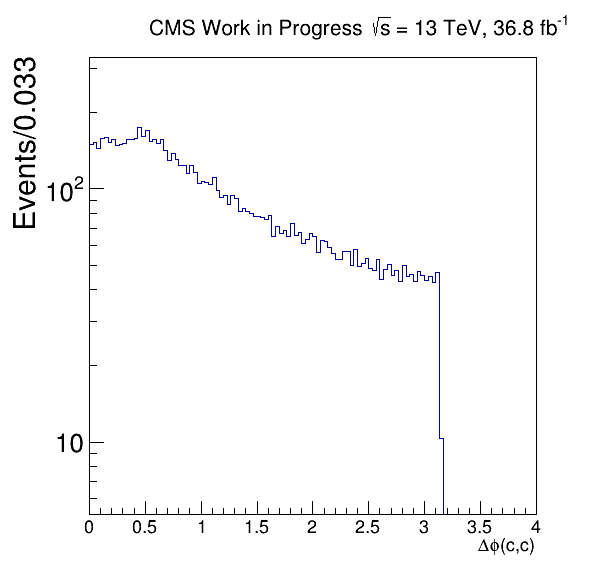 CMS Work in Progress √s = 13 TeV, 36.8 fb⁻¹
Events/0.033
10²
10
0 0.5 1 1.5 2 2.5 3 3.5 4
Δϕ(c,c)